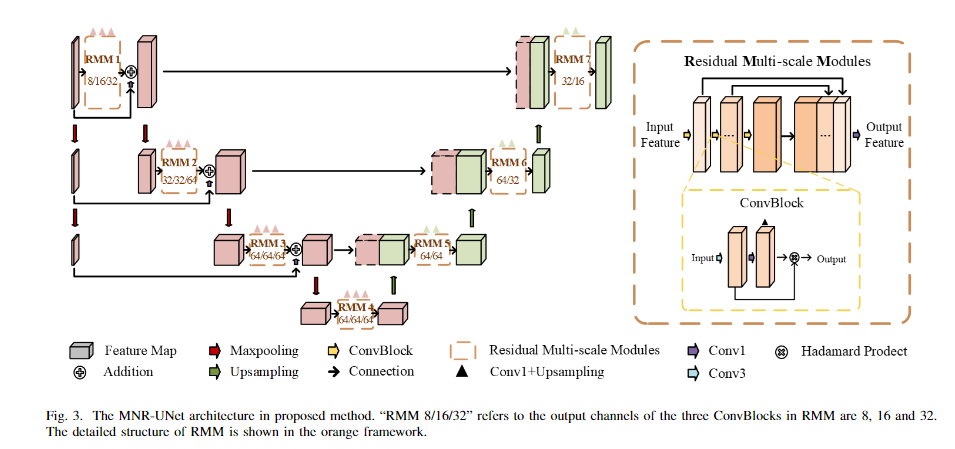 RMM 1
8/16/32
RMM 7
32/16
RMM 2
32/32/64
RMM 6
64/32
RMM 3
64/64/64
RMM 5
64/64
RMM 4
64/64/64
Residual Multi-scale Modules
Input
Feature
...
...
Output
Feature
ConvBlock
Input
Output
Feature Map
Maxpooling
ConvBlock
Residual Multi-scale Modules
Conv1
Hadamard Prodect
Addition
Upsampling
Connection
Conv1+Upsampling
Conv3
Fig. 3. The MNR-UNet architecture in proposed method. “RMM 8/16/32” refers to the output channels of the three ConvBlocks in RMM are 8, 16 and 32.
The detailed structure of RMM is shown in the orange framework.